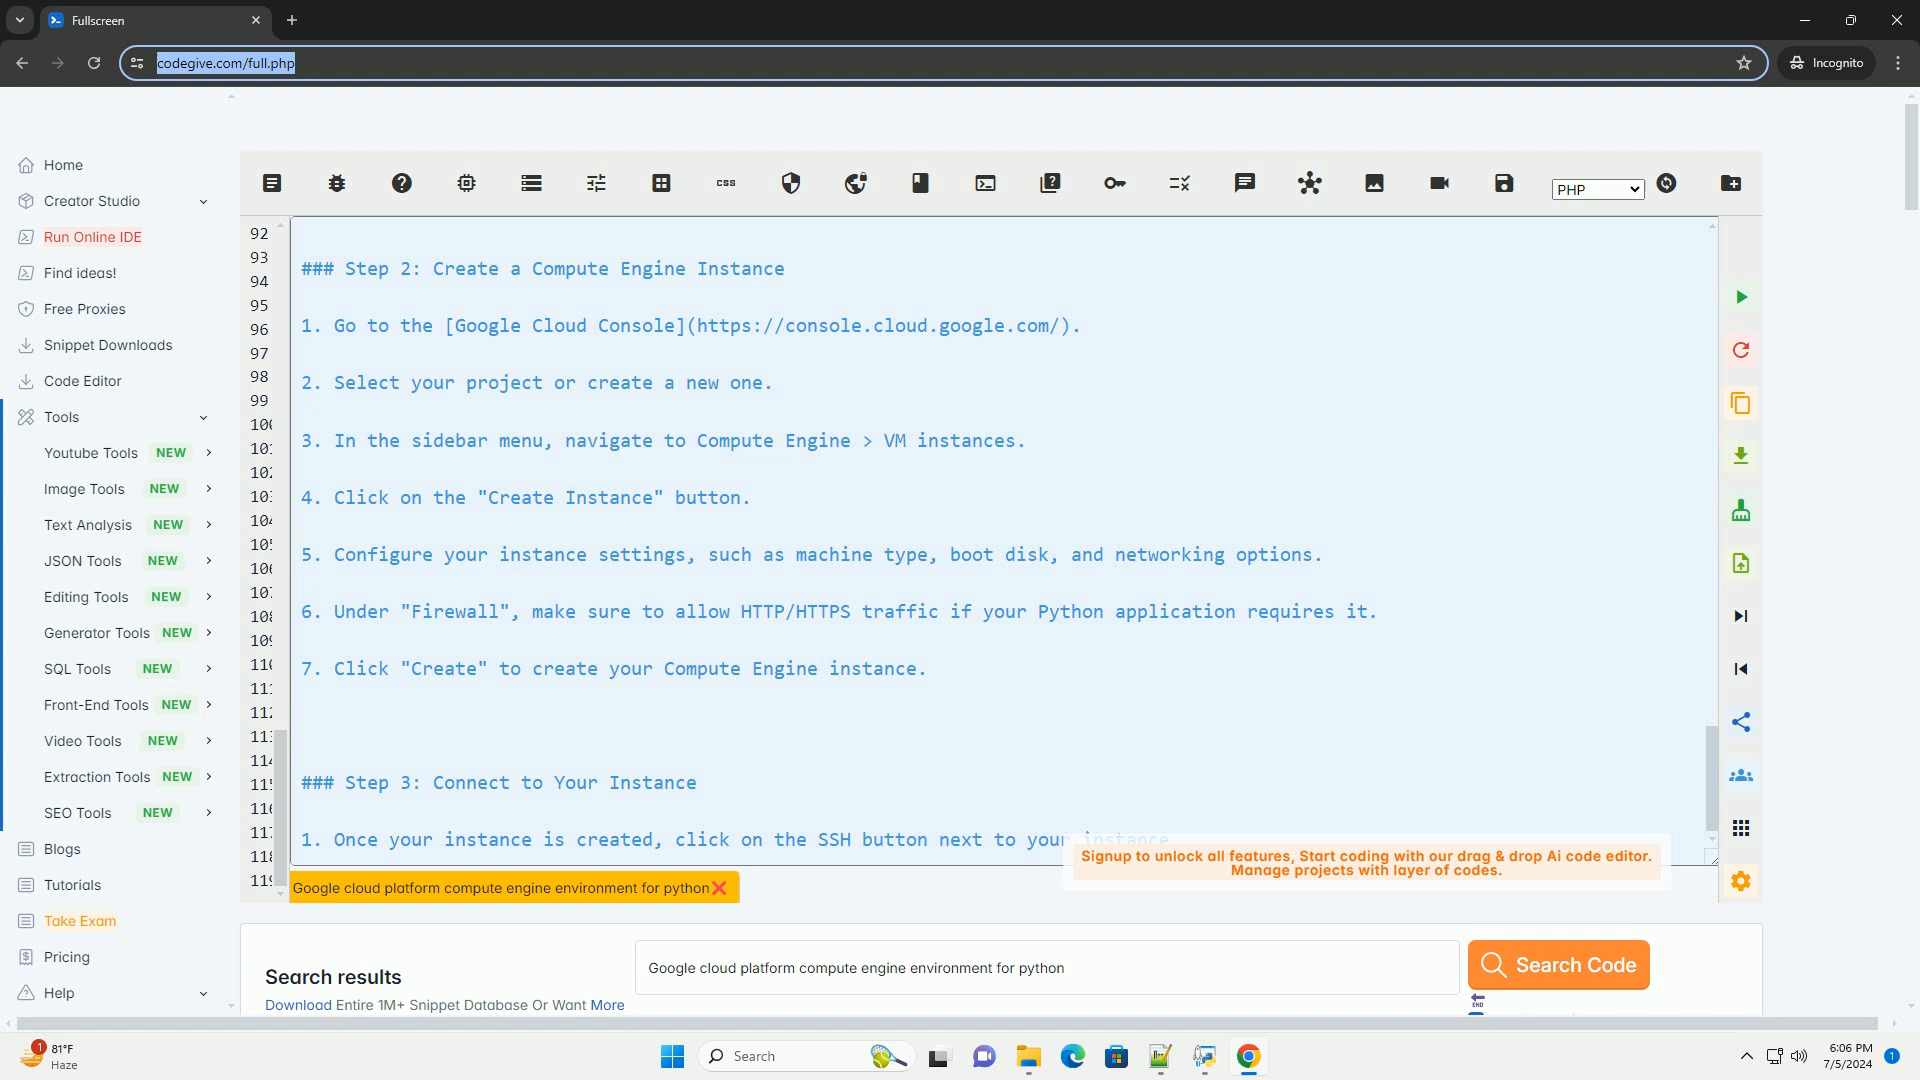 Fullscreen
codegive.com/full.php
Incognito
Home
Creator Studio
Run Online IDE
Find ideas!
Free Proxies
Snippet Downloads
Code Editor
Tools
Youtube Tools NEW
Image Tools NEW
Text Analysis NEW
JSON Tools NEW
Editing Tools NEW
Generator Tools NEW
SQL Tools NEW
Front-End Tools NEW
Video Tools NEW
Extraction Tools NEW
SEO Tools NEW
Blogs
Tutorials
Take Exam
Pricing
Help
css
PHP
92
93
94
95
96
97
98
99
### Step 2: Create a Compute Engine Instance
1. Go to the [Google Cloud Console](https://console.cloud.google.com/).
2. Select your project or create a new one.
3. In the sidebar menu, navigate to Compute Engine > VM instances.
4. Click on the "Create Instance" button.
5. Configure your instance settings, such as machine type, boot disk, and networking options.
6. Under "Firewall", make sure to allow HTTP/HTTPS traffic if your Python application requires it.
7. Click "Create" to create your Compute Engine instance.
### Step 3: Connect to Your Instance
1. Once your instance is created, click on the SSH button next to your instance
Signup to unlock all features, Start coding with our drag & drop Ai code editor.
Manage projects with layer of codes.
Google cloud platform compute engine environment for python
Search results
Google cloud platform compute engine environment for python
Search Code
END
Download Entire 1M+ Snippet Database Or Want More
1
81°F
Haze
Search
6:06 PM
7/5/2024
1